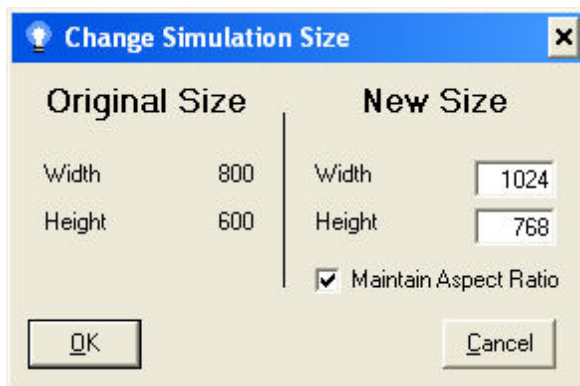 Change Simulation Size
Original Size
Width 800
Height 600
New Size
Width 1024
Height 768
Maintain Aspect Ratio
OK
Cancel